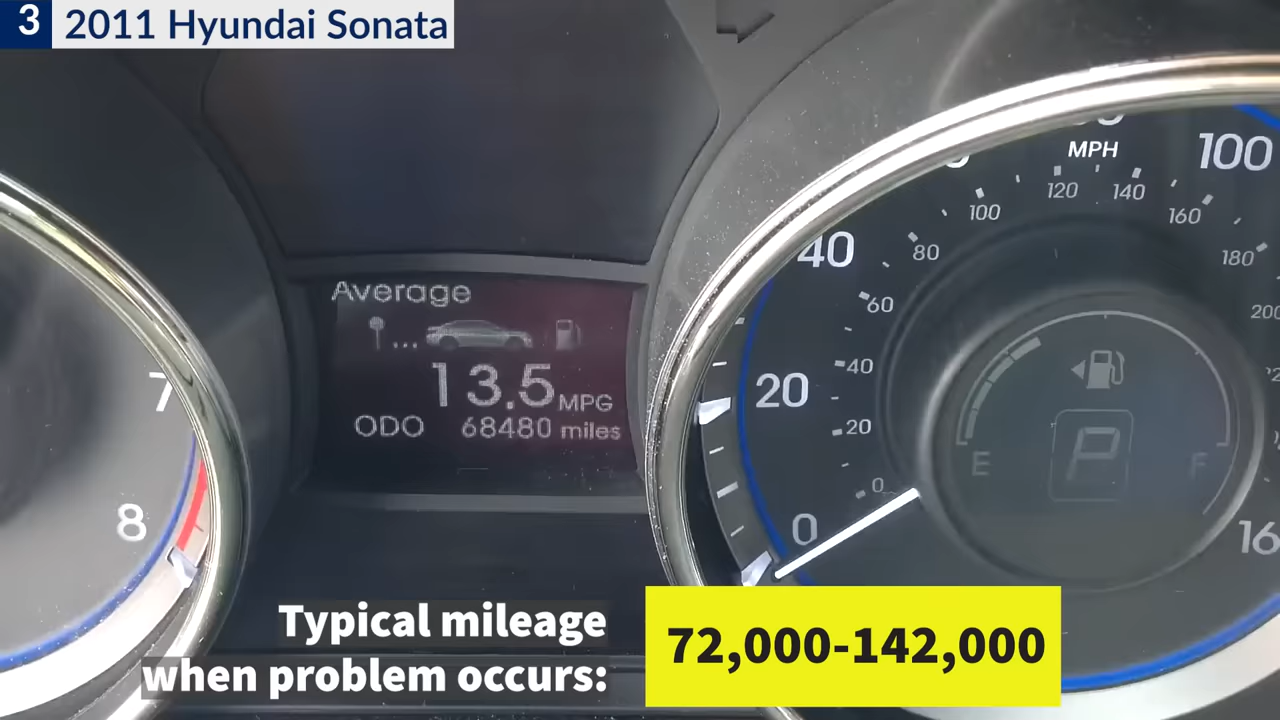 3 2011 Hyundai Sonata
Average
13.5 MPG
ODO 68480 miles
7
8
MPH
100
120
140
100
160
40
80
180
60
40
20
20
0
0
E
P
F
16
Typical mileage
when problem occurs:
72,000-142,000